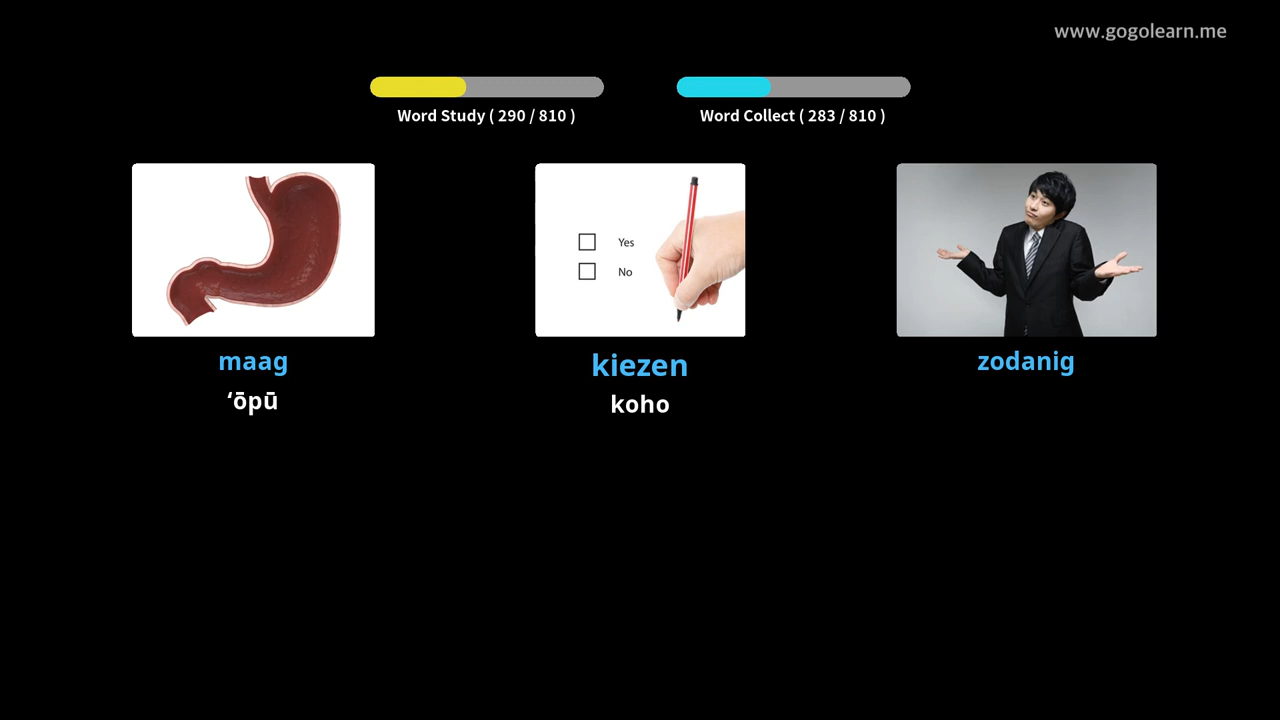 www.gogolearn.me
Word Study ( 290 / 810 )
Word Collect ( 283 / 810 )
Yes
No
maag
kiezen
zodanig
ʻōpū
koho